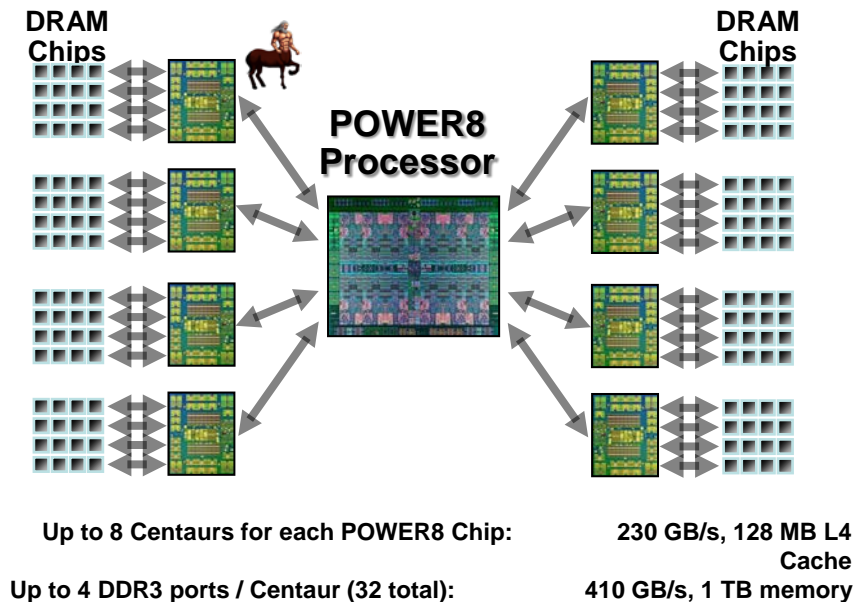 DRAM
Chips
DRAM
Chips
POWER8
Processor
Up to 8 Centaurs for each POWER8 Chip: 230 GB/s, 128 MB L4
Cache
Up to 4 DDR3 ports / Centaur (32 total): 410 GB/s, 1 TB memory